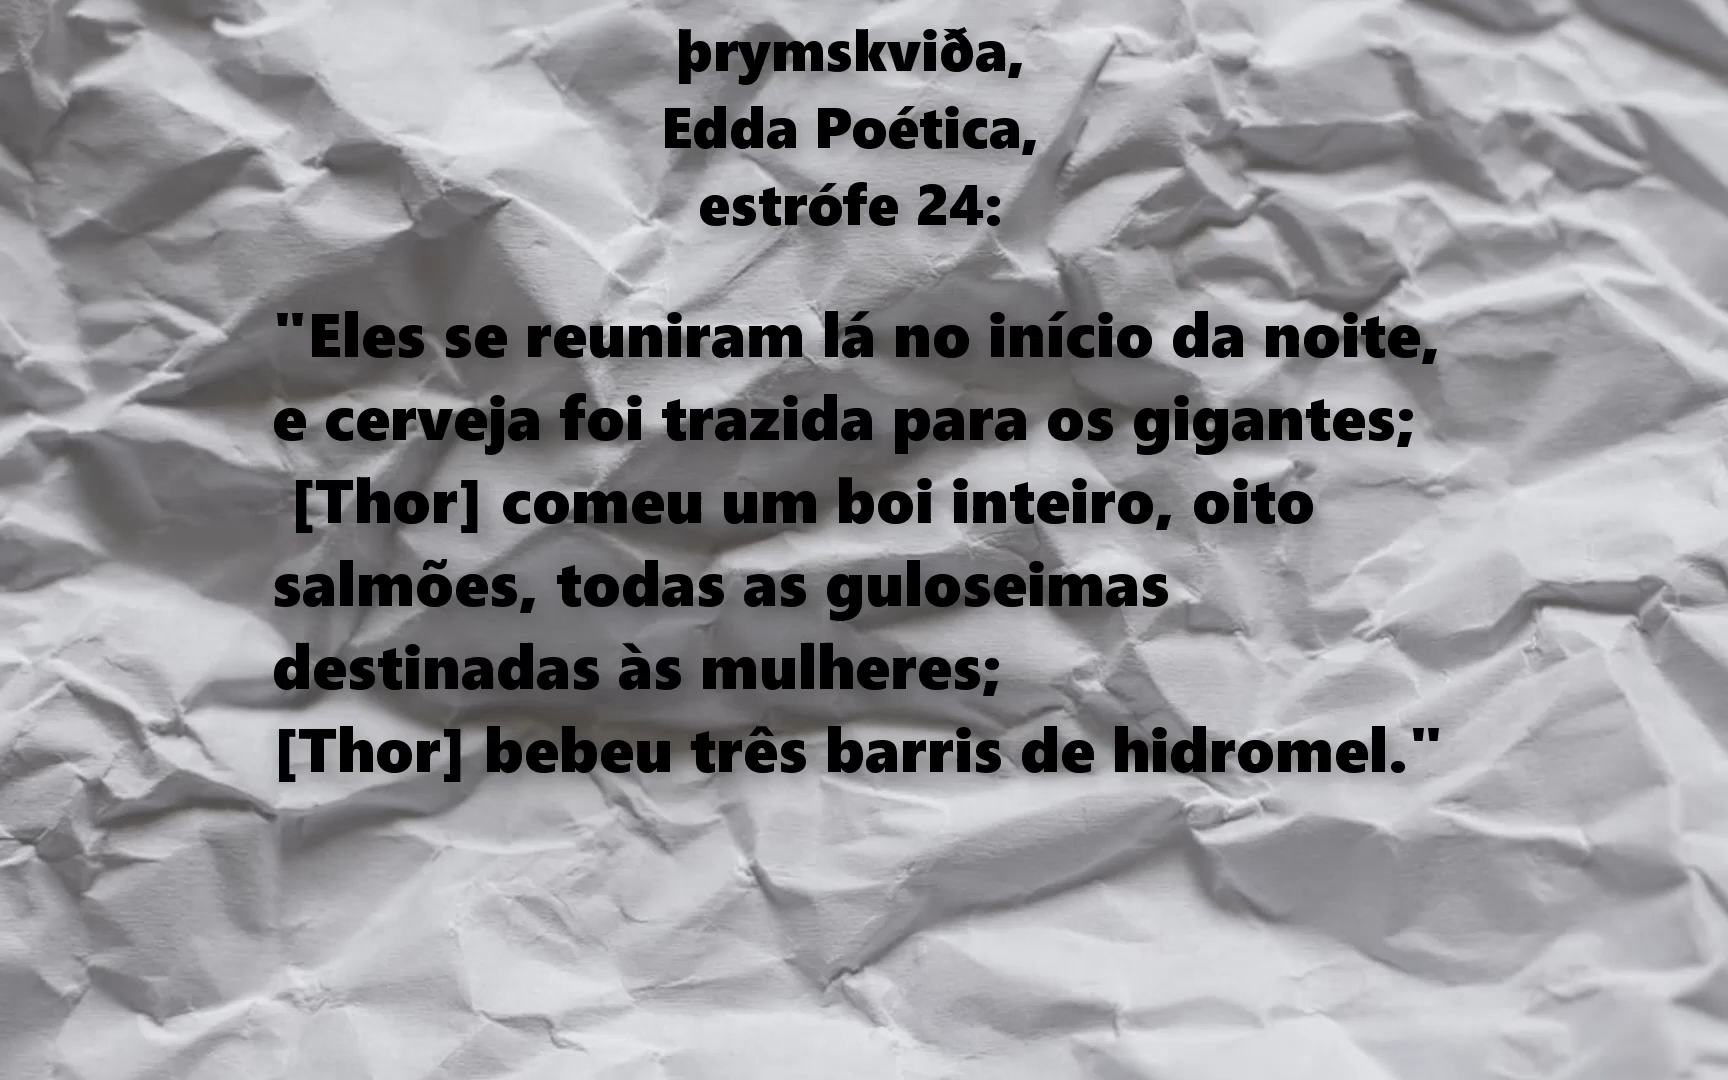 þrymskviða,
Edda Poética,
estrófe 24:
"Eles se reuniram lá no início da noite,
e cerveja foi trazida para os gigantes;
[Thor] comeu um boi inteiro, oito
salmões, todas as guloseimas
destinadas às mulheres;
[Thor] bebeu três barris de hidromel."